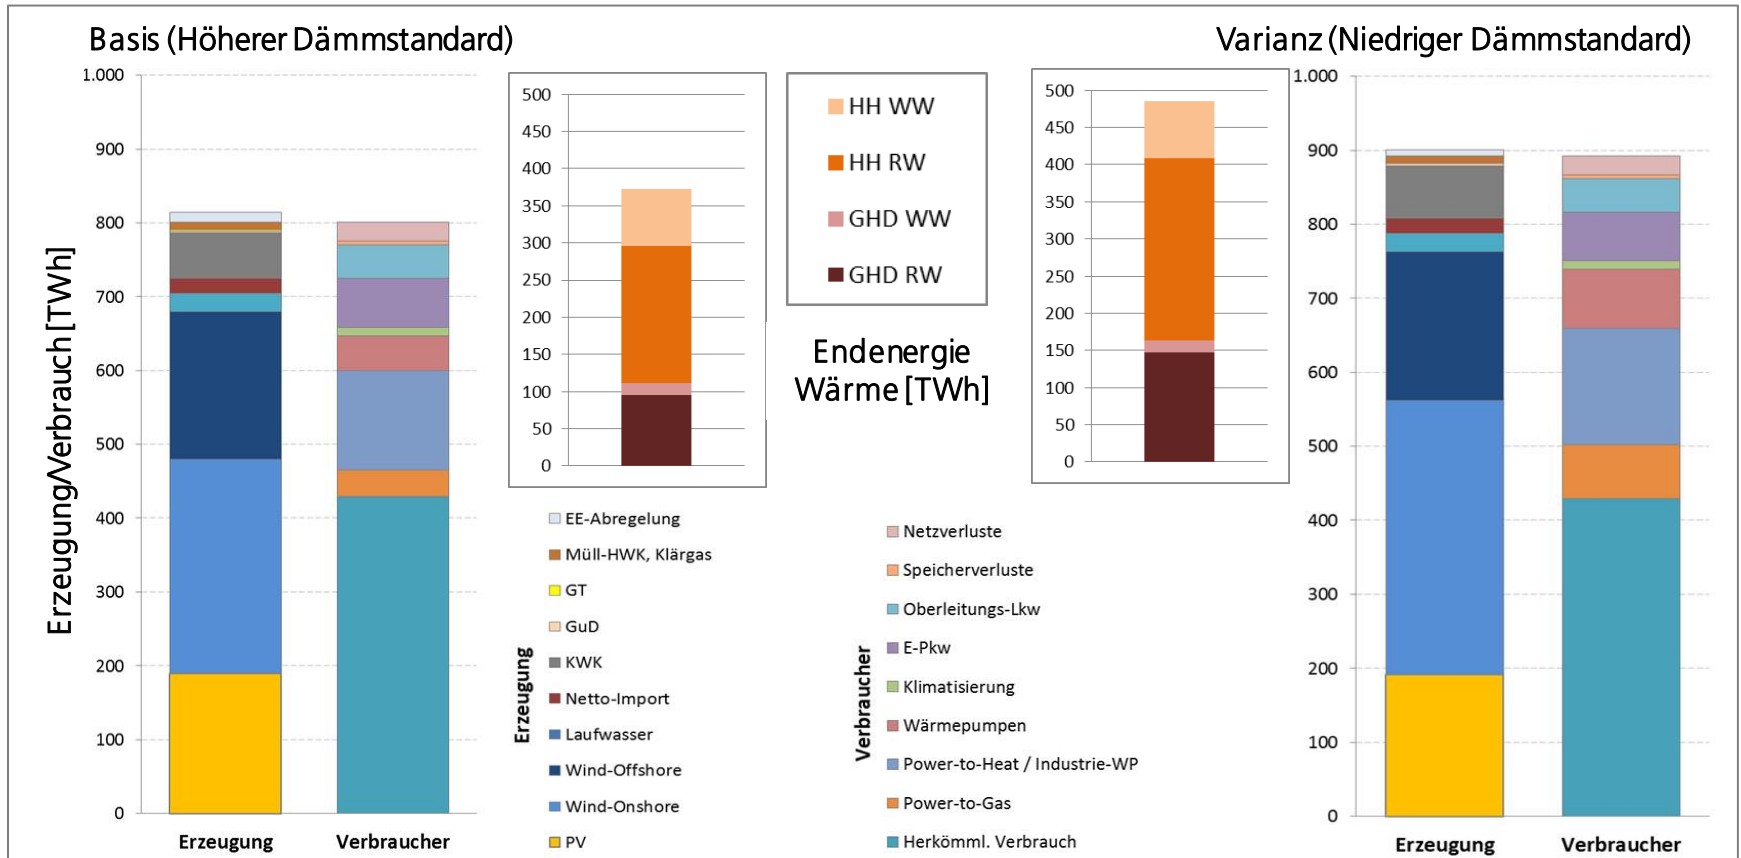 Basis (Höherer Dämmstandard)
Varianz (Niedriger Dämmstandard)
Erzeugung/Verbrauch [TWh]
1.000
900
800
700
600
500
400
300
200
100
0
Erzeugung
Verbraucher
500
450
400
350
300
250
200
150
100
50
0
HH WW
HH RW
GHD WW
GHD RW
Endenergie
Wärme [TWh]
500
450
400
350
300
250
200
150
100
50
0
Erzeugung
EE-Abregelung
Müll-HWK, Klärgas
GT
GuD
KWK
Netto-Import
Laufwasser
Wind-Offshore
Wind-Onshore
PV
Verbraucher
Netzverluste
Speicherverluste
Oberleitungs-Lkw
E-Pkw
Klimatisierung
Wärmepumpen
Power-to-Heat / Industrie-WP
Power-to-Gas
Herkömml. Verbrauch
1.000
900
800
700
600
500
400
300
200
100
0
Erzeugung
Verbraucher